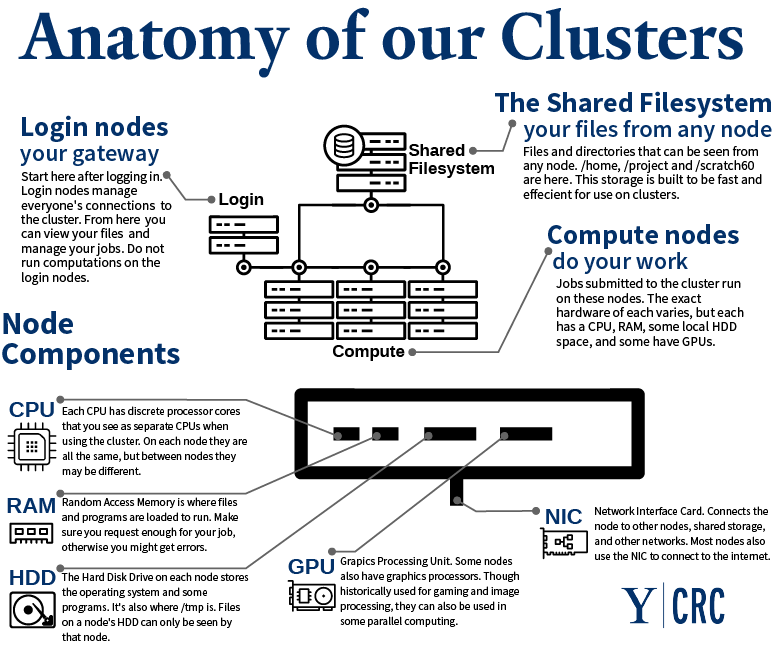 Anatomy of our Clusters
Login nodes
your gateway
Start here after logging in.
Login nodes manage
everyone's connections to
the cluster. From here you
can view your files and
manage your jobs. Do not
run computations on the
login nodes.
Login
Shared
Filesystem
The Shared Filesystem
your files from any node
Files and directories that can be seen from
any node. /home, /project and /scratch60
are here. This storage is built to be fast and
effecient for use on clusters.
Compute nodes
do your work
Jobs submitted to the cluster run
on these nodes. The exact
hardware of each varies, but each
has a CPU, RAM, some local HDD
space, and some have GPUs.
Compute
Node
Components
CPU
Each CPU has discrete processor cores
that you see as separate CPUs when
using the cluster. On each node they are
all the same, but between nodes they
may be different.
RAM
Random Access Memory is where files
and programs are loaded to run. Make
sure you request enough for your job,
otherwise you might get errors.
HDD
The Hard Disk Drive on each node stores
the operating system and some
programs. It's also where /tmp is. Files
on a node's HDD can only be seen by
that node.
GPU
Grapics Processing Unit. Some nodes
also have graphics processors. Though
historically used for gaming and image
processing, they can also be used in
some parallel computing.
NIC
Network Interface Card. Connects the
node to other nodes, shared storage,
and other networks. Most nodes also
use the NIC to connect to the internet.
Y CRC